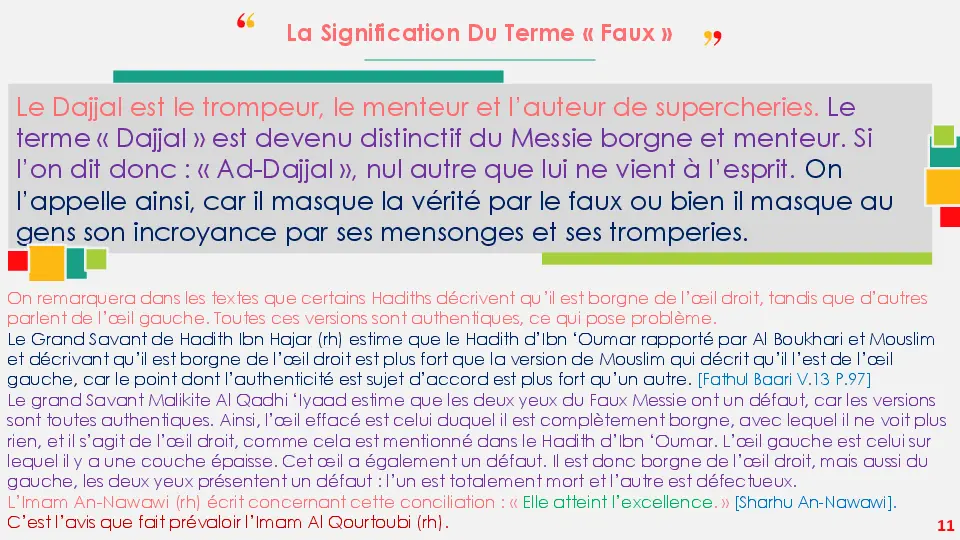 “
La Signification Du Terme « Faux »
”
Le Dajjal est le trompeur, le menteur et l’auteur de supercheries. Le
terme « Dajjal » est devenu distinctif du Messie borgne et menteur. Si
l’on dit donc : « Ad-Dajjal », nul autre que lui ne vient à l’esprit. On
l’appelle ainsi, car il masque la vérité par le faux ou bien il masque au
gens son incroyance par ses mensonges et ses tromperies.
On remarquera dans les textes que certains Hadiths décrivent qu’il est borgne de l’œil droit, tandis que d’autres
parlent de l’œil gauche. Toutes ces versions sont authentiques, ce qui pose problème.
Le Grand Savant de Hadith Ibn Hajar (rh) estime que le Hadith d’Ibn ‘Oumar rapporté par Al Boukhari et Mouslim
et décrivant qu’il est borgne de l’œil droit est plus fort que la version de Mouslim qui décrit qu’il l’est de l’œil
gauche, car le point dont l’authenticité est sujet d’accord est plus fort qu’un autre. [Fathul Baari V.13 P.97]
Le grand Savant Malikite Al Qadhi ‘Iyaad estime que les deux yeux du Faux Messie ont un défaut, car les versions
sont toutes authentiques. Ainsi, l’œil effacé est celui duquel il est complètement borgne, avec lequel il ne voit plus
rien, et il s’agit de l’œil droit, comme cela est mentionné dans le Hadith d’Ibn ‘Oumar. L’œil gauche est celui sur
lequel il y a une couche épaisse. Cet œil a également un défaut. Il est donc borgne de l’œil droit, mais aussi du
gauche, les deux yeux présentent un défaut : l’un est totalement mort et l’autre est défectueux.
L’Imam An-Nawawi (rh) écrit concernant cette conciliation : « Elle atteint l’excellence. » [Sharhu An-Nawawi].
C’est l’avis que fait prévaloir l’Imam Al Qourtoubi (rh).
11